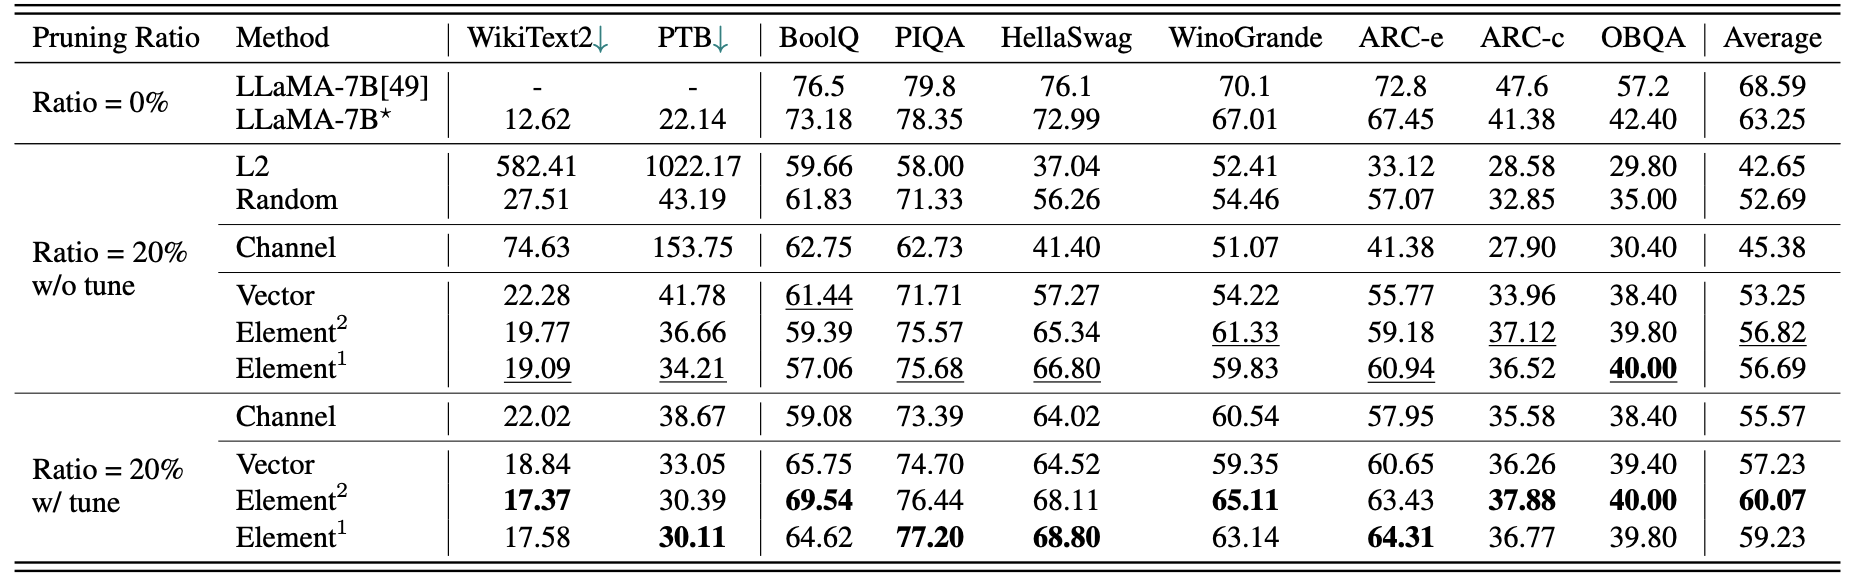 Pruning Ratio Method WikiText2↓ PTB↓ BoolQ PIQA HellaSwag WinoGrande ARC-e ARC-c OBQA Average
Ratio = 0%
LLaMA-7B[49] - - 76.5 79.8 76.1 70.1 72.8 47.6 57.2 68.59
LLaMA-7B⋆ 12.62 22.14 73.18 78.35 72.99 67.01 67.45 41.38 42.40 63.25
Ratio = 20%
w/o tune
L2 582.41 1022.17 59.66 58.00 37.04 52.41 33.12 28.58 29.80 42.65
Random 27.51 43.19 61.83 71.33 56.26 54.46 57.07 32.85 35.00 52.69
Channel 74.63 153.75 62.75 62.73 41.40 51.07 41.38 27.90 30.40 45.38
Vector 22.28 41.78 61.44 71.71 57.27 54.22 55.77 33.96 38.40 53.25
Element² 19.77 36.66 59.39 75.57 65.34 61.33 59.18 37.12 39.80 56.82
Element¹ 19.09 34.21 57.06 75.68 66.80 59.83 60.94 36.52 40.00 56.69
Ratio = 20%
w/ tune
Channel 22.02 38.67 59.08 73.39 64.02 60.54 57.95 35.58 38.40 55.57
Vector 18.84 33.05 65.75 74.70 64.52 59.35 60.65 36.26 39.40 57.23
Element² 17.37 30.39 69.54 76.44 68.11 65.11 63.43 37.88 40.00 60.07
Element¹ 17.58 30.11 64.62 77.20 68.80 63.14 64.31 36.77 39.80 59.23